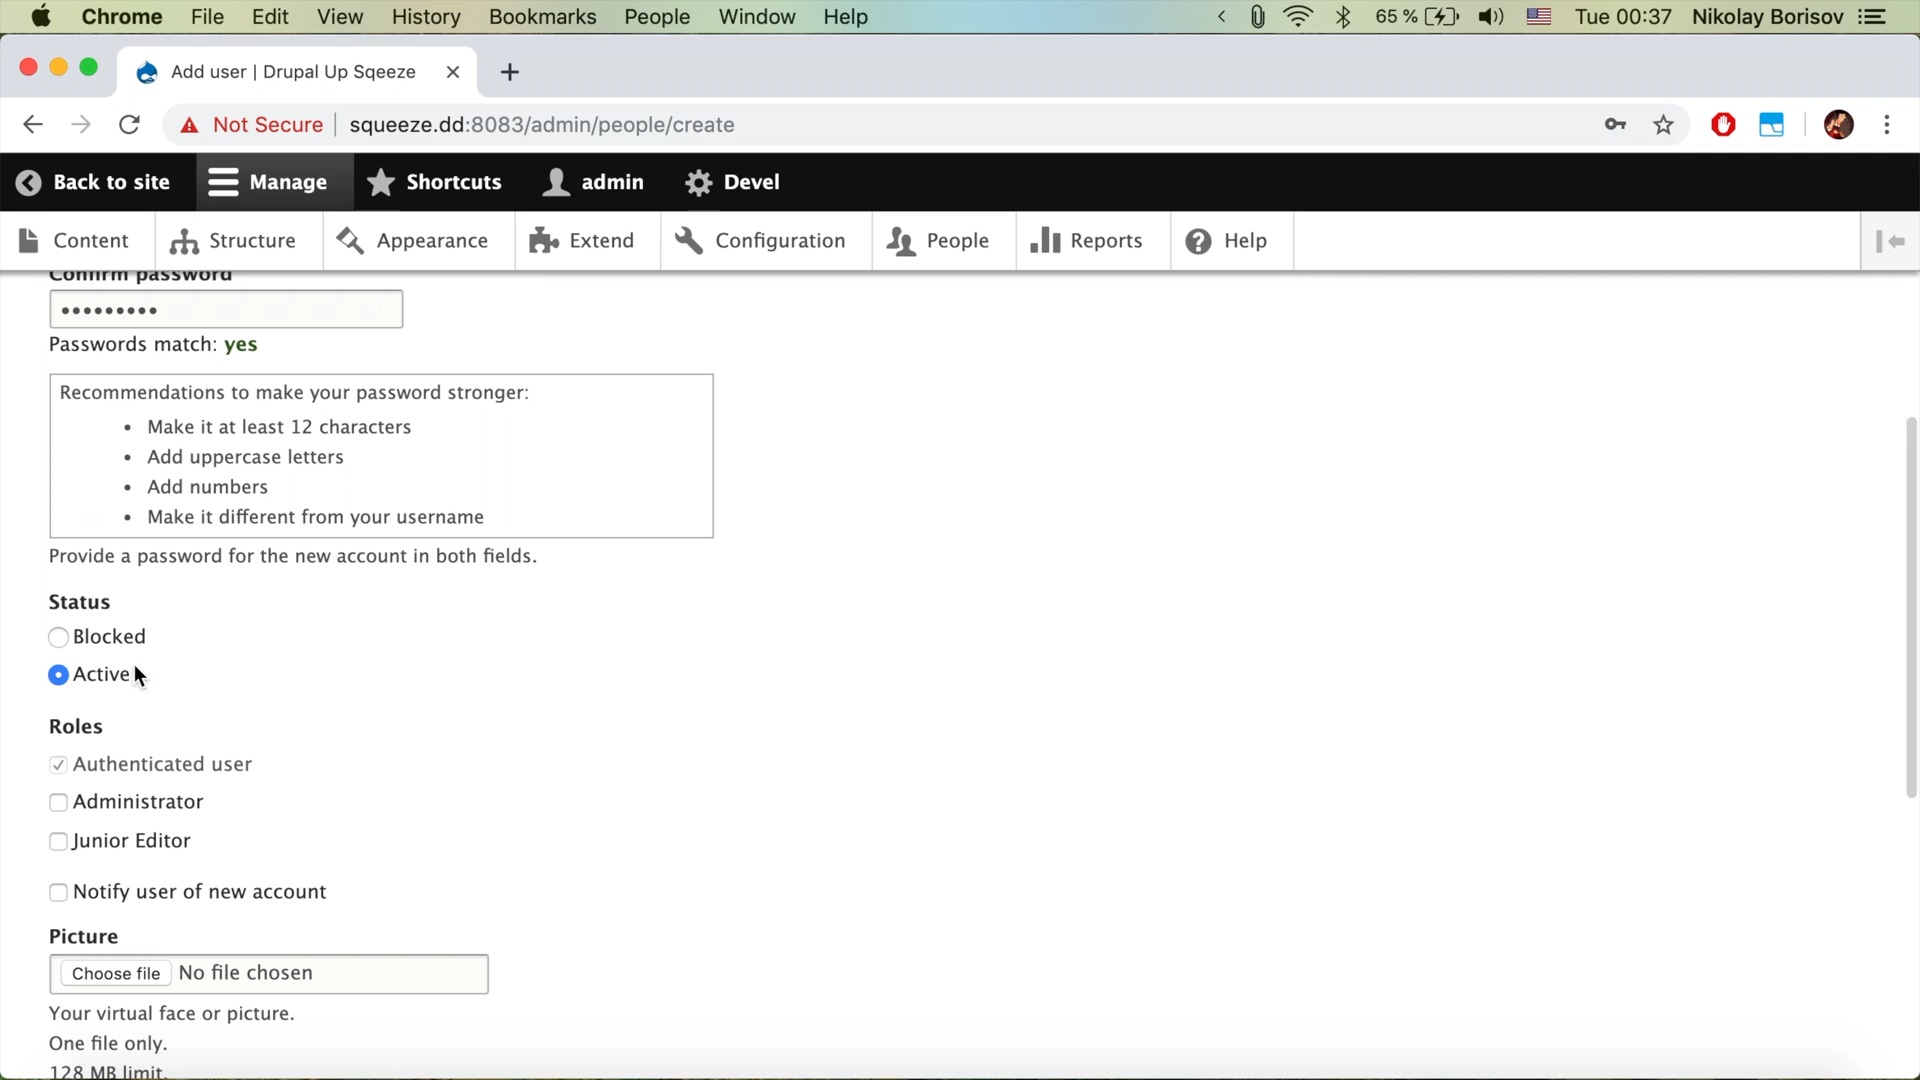 Chrome File Edit View History Bookmarks People Window Help 65 % Tue 00:37 Nikolay Borisov
Add user | Drupal Up Sqeeze
Not Secure squeeze.dd:8083/admin/people/create
Back to site Manage Shortcuts admin Devel
Content Structure Appearance Extend Configuration People Reports Help
Confirm password
•••••••••
Passwords match: yes
Recommendations to make your password stronger:
• Make it at least 12 characters
• Add uppercase letters
• Add numbers
• Make it different from your username
Provide a password for the new account in both fields.
Status
Blocked
Active
Roles
Authenticated user
Administrator
Junior Editor
Notify user of new account
Picture
Choose file No file chosen
Your virtual face or picture.
One file only.
128 MB limit.